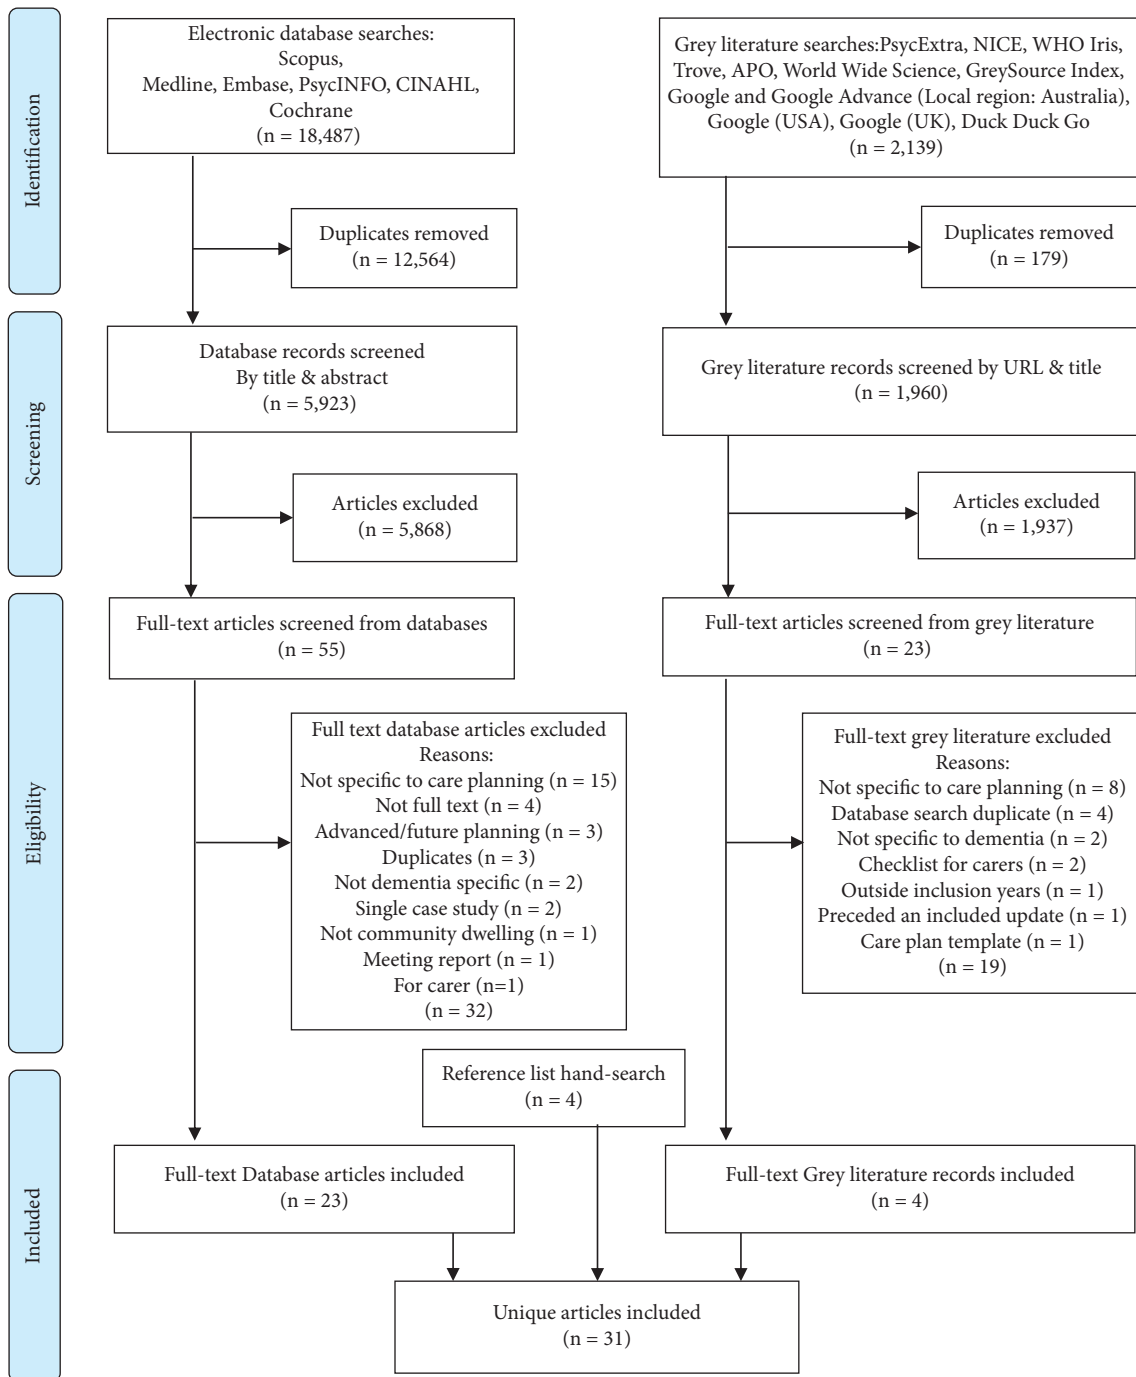 Identification
Electronic database searches:
Scopus,
Medline, Embase, PsycINFO, CINAHL,
Cochrane
(n = 18,487)
Grey literature searches:PsycExtra, NICE, WHO Iris,
Trove, APO, World Wide Science, GreySource Index,
Google and Google Advance (Local region: Australia),
Google (USA), Google (UK), Duck Duck Go
(n = 2,139)
Duplicates removed
(n = 12,564)
Duplicates removed
(n = 179)
Screening
Database records screened
By title & abstract
(n = 5,923)
Grey literature records screened by URL & title
(n = 1,960)
Articles excluded
(n = 5,868)
Articles excluded
(n = 1,937)
Eligibility
Full-text articles screened from databases
(n = 55)
Full-text articles screened from grey literature
(n = 23)
Full text database articles excluded
Reasons:
Not specific to care planning (n = 15)
Not full text (n = 4)
Advanced/future planning (n = 3)
Duplicates (n = 3)
Not dementia specific (n = 2)
Single case study (n = 2)
Not community dwelling (n = 1)
Meeting report (n = 1)
For carer (n=1)
(n = 32)
Full-text grey literature excluded
Reasons:
Not specific to care planning (n = 8)
Database search duplicate (n = 4)
Not specific to dementia (n = 2)
Checklist for carers (n = 2)
Outside inclusion years (n = 1)
Preceded an included update (n = 1)
Care plan template (n = 1)
(n = 19)
Included
Reference list hand-search
(n = 4)
Full-text Database articles included
(n = 23)
Full-text Grey literature records included
(n = 4)
Unique articles included
(n = 31)